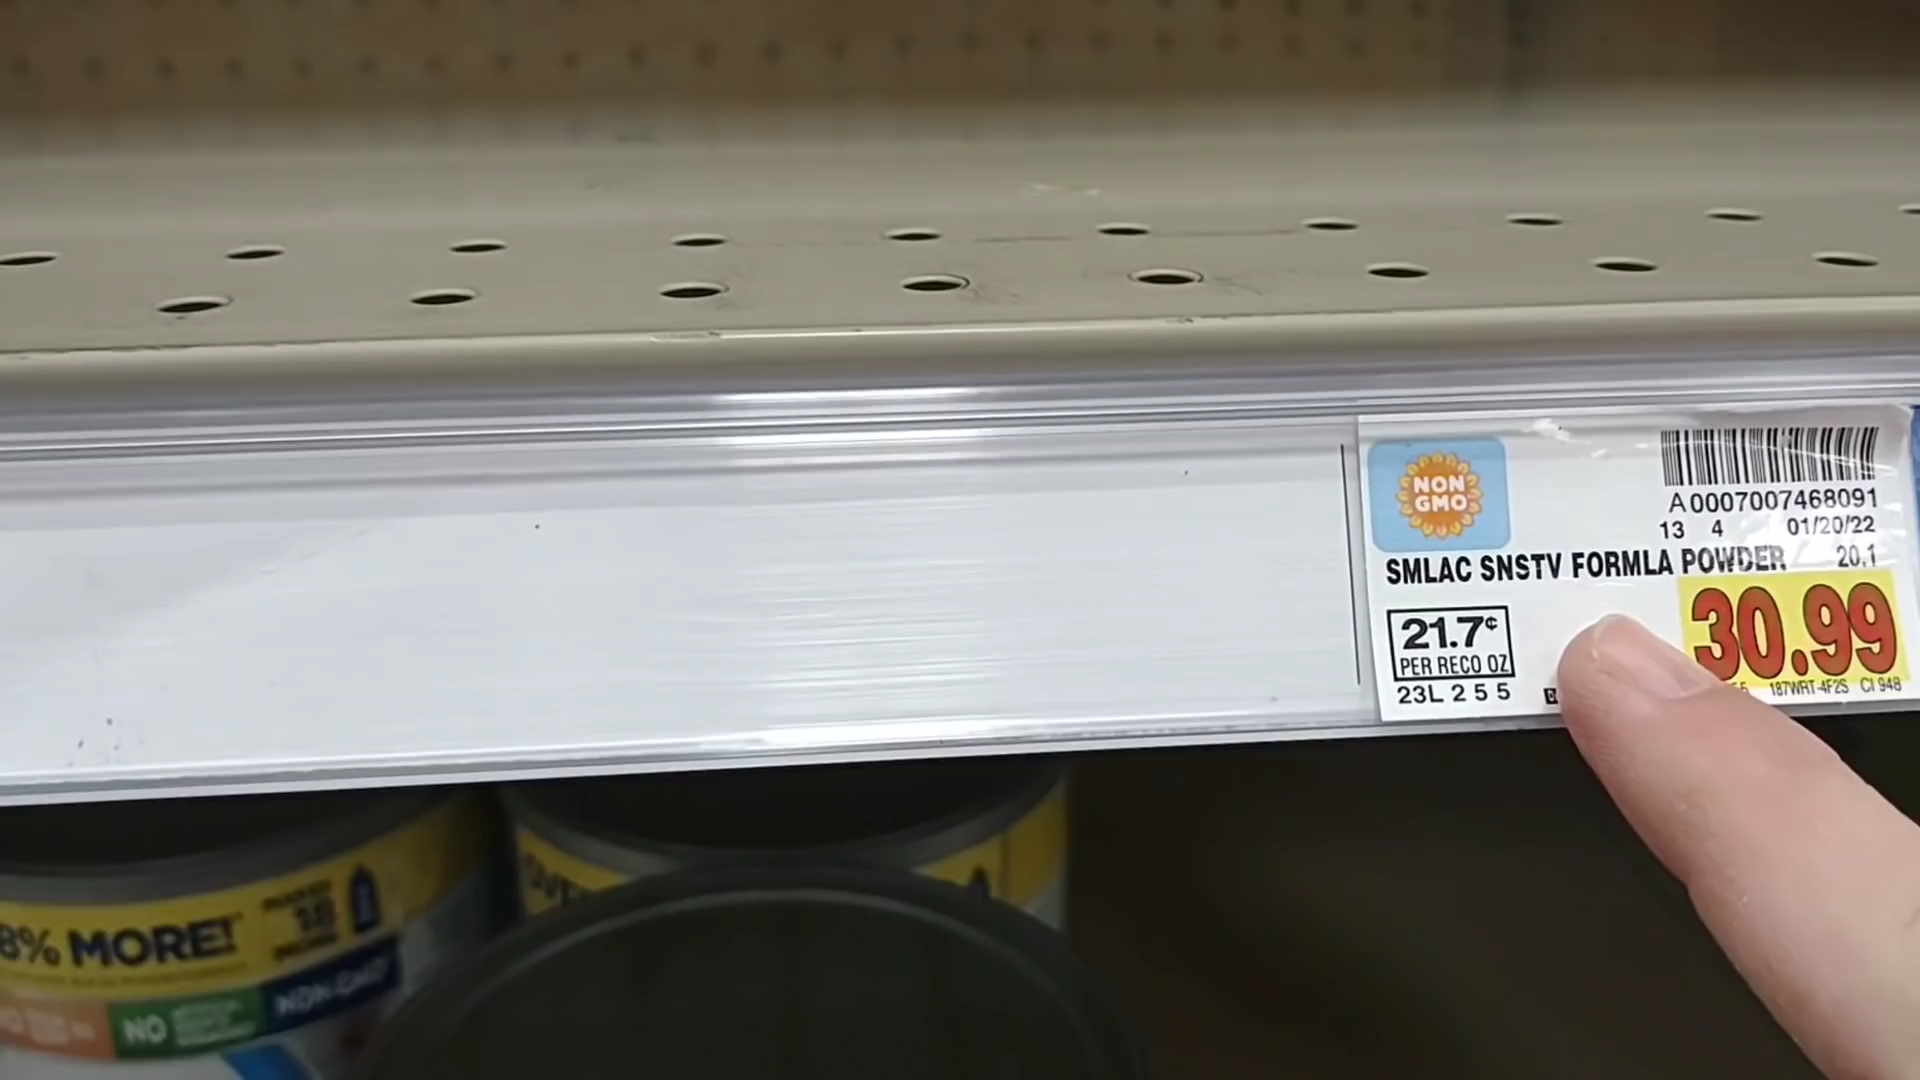 NON
GMO
A0007007468091
13 4 01/20/22
SMLAC SNSTV FORMLA POWDER 20.1
21.7¢
PER RECO OZ
30.99
23L 2 5 5
187WRT-4F2S CI 948
8% MORE!
NO
NON-GMO